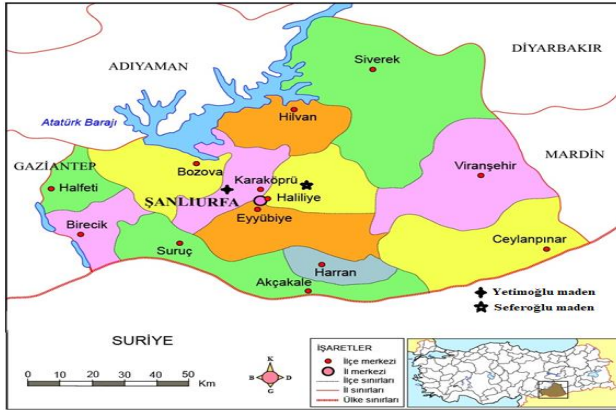 Siverek
DİYARBAKIR
ADIYAMAN
Hilvan
Atatürk Barajı
MARDİN
GAZİANTEP
Bozova
Viranşehir
Halfeti
Karaköprü
ŞANLIURFA
Haliliye
Birecik
Eyyübiye
Suruç
Ceylanpınar
Harran
Akçakale
Yetimoğlu maden
Seferoğlu maden
SURİYE
İŞARETLER
İlçe merkezi
İl merkezi
İlçe sınırları
İl sınırları
Ülke sınırları
K
B D
G
0 10 20 30 40 50
Km